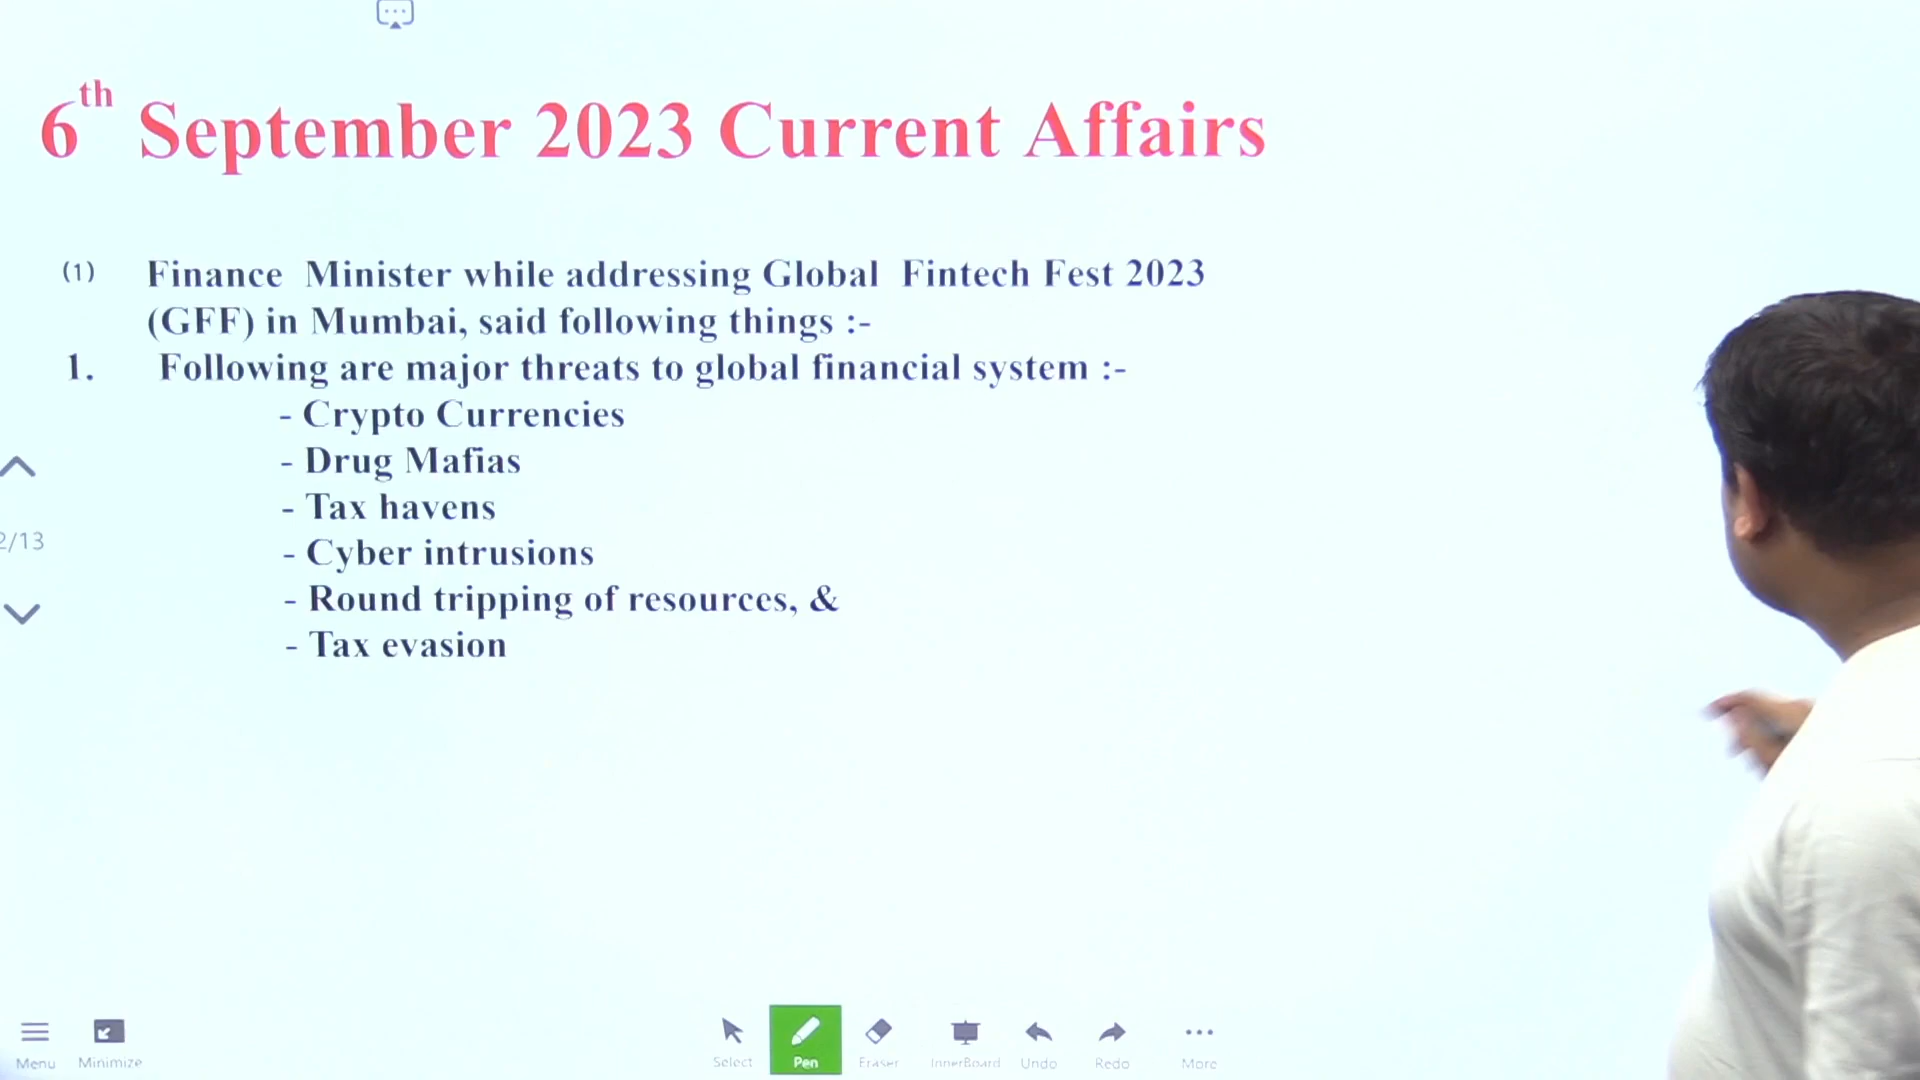 6th September 2023 Current Affairs
(1) Finance Minister while addressing Global Fintech Fest 2023
(GFF) in Mumbai, said following things :-
1. Following are major threats to global financial system :-
- Crypto Currencies
- Drug Mafias
- Tax havens
- Cyber intrusions
- Round tripping of resources, &
- Tax evasion
2/13
Menu Minimize Select Pen Eraser InnerBoard Undo Redo More